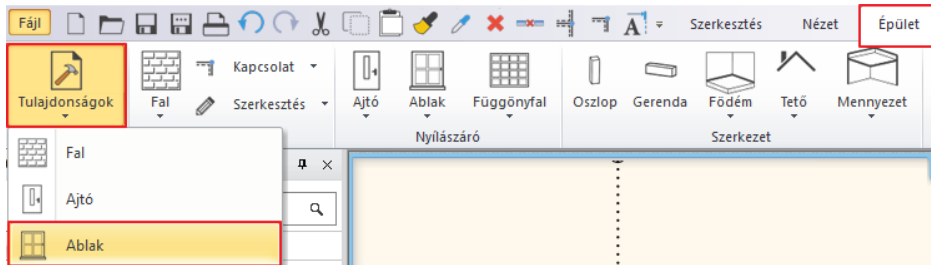 Fájl Szerkesztés Nézet Épület
Tulajdonságok Fal Kapcsolat Szerkesztés Ajtó Ablak Függönyfal Oszlop Gerenda Födém Tető Mennyezet
Nyílászáró Szerkezet
Fal
Ajtó
Ablak